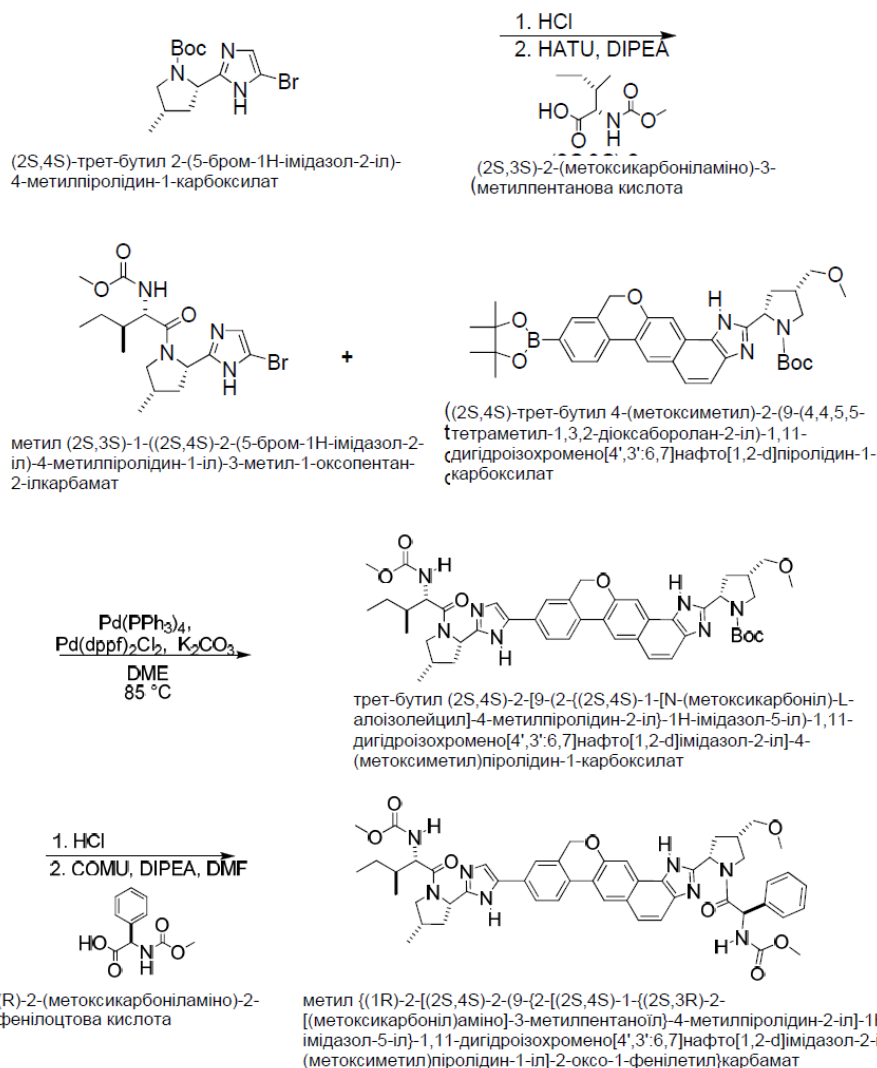 Boc
N
N
N
H
Br
1. HCl
2. HATU, DIPEA
HO
O
N
H
O
O
(2S,4S)-трет-бутил 2-(5-бром-1H-імідазол-2-іл)-
4-метилпіролідин-1-карбоксилат
(2S,3S)-2-(метоксикарбоніламіно)-3-
(метилпентанова кислота
O
O
N
H
O
N
N
N
H
Br
+
O
B
O
O
H
N
N
N
Boc
O
метил (2S,3S)-1-((2S,4S)-2-(5-бром-1H-імідазол-2-
іл)-4-метилпіролідин-1-іл)-3-метил-1-оксопентан-
2-ілкарбамат
((2S,4S)-трет-бутил 4-(метоксиметил)-2-(9-(4,4,5,5-
тетраметил-1,3,2-діоксаборолан-2-іл)-1,11-
дигідроізохромено[4',3':6,7]нафто[1,2-d]піролідин-1-
карбоксилат
Pd(PPh3)4,
Pd(dppf)2Cl2, K2CO3
DME
85 °C
O
O
N
H
O
N
N
N
H
O
H
N
N
N
Boc
O
трет-бутил (2S,4S)-2-[9-(2-{(2S,4S)-1-[N-(метоксикарбоніл)-L-
алоізолейцил]-4-метилпіролідин-2-іл}-1H-імідазол-5-іл)-1,11-
дигідроізохромено[4',3':6,7]нафто[1,2-d]імідазол-2-іл]-4-
(метоксиметил)піролідин-1-карбоксилат
1. HCl
2. COMU, DIPEA, DMF
HO
O
N
H
O
O
(R)-2-(метоксикарбоніламіно)-2-
фенілоцтова кислота
O
O
N
H
O
N
N
N
H
O
H
N
N
N
O
O
N
H
O
O
метил {(1R)-2-[(2S,4S)-2-(9-{2-[(2S,4S)-1-{(2S,3R)-2-
[(метоксикарбоніл)аміно]-3-метилпентаноїл}-4-метилпіролідин-2-іл]-1H
імідазол-5-іл}-1,11-дигідроізохромено[4',3':6,7]нафто[1,2-d]імідазол-2-і
(метоксиметил)піролідин-1-іл]-2-оксо-1-фенілетил}карбамат